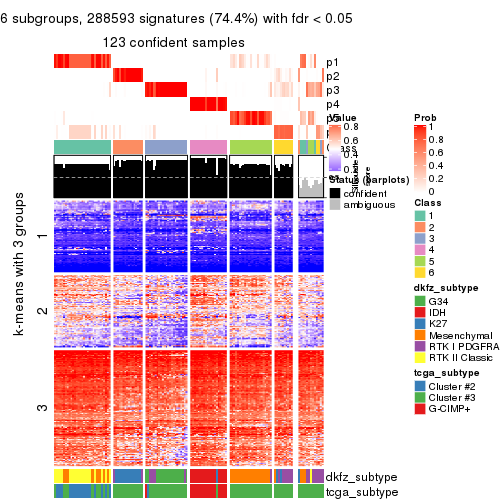 6 subgroups, 288593 signatures (74.4%) with fdr < 0.05
123 confident samples
p1
p2
p3
p4
Value
0.8
0.6
0.4
0.2
Status (barplots)
confident
ambiguous
Prob
1
0.8
0.6
0.4
0.2
0
Class
1
2
3
4
5
6
dkfz_subtype
G34
IDH
K27
Mesenchymal
RTK I PDGFRA
RTK II Classic
tcga_subtype
Cluster #2
Cluster #3
G-CIMP+
k-means with 3 groups
1
2
3
dkfz_subtype
tcga_subtype